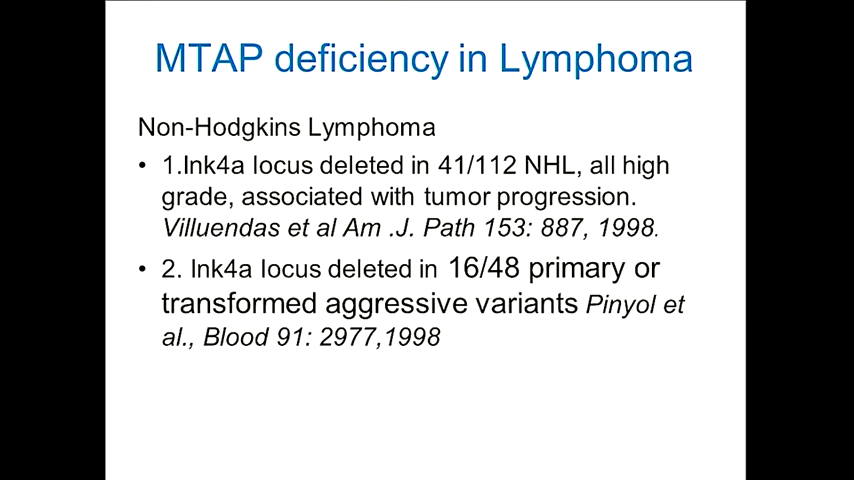 MTAP deficiency in Lymphoma
Non-Hodgkins Lymphoma
• 1.Ink4a locus deleted in 41/112 NHL, all high
grade, associated with tumor progression.
Villuendas et al Am .J. Path 153: 887, 1998.
• 2. Ink4a locus deleted in 16/48 primary or
transformed aggressive variants Pinyol et
al., Blood 91: 2977,1998